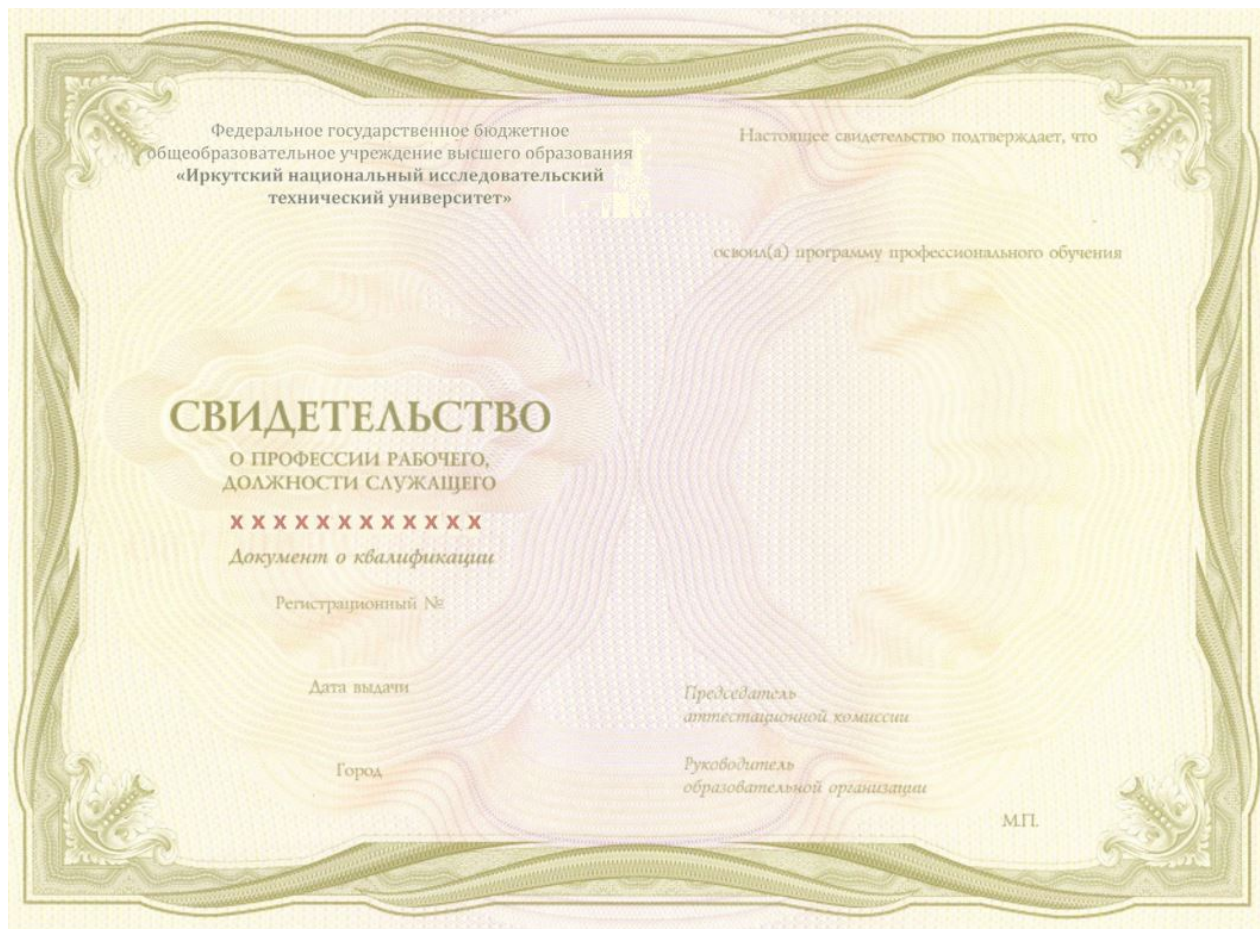 Федеральное государственное бюджетное
общеобразовательное учреждение высшего образования
«Иркутский национальный исследовательский
технический университет»
СВИДЕТЕЛЬСТВО
О ПРОФЕССИИ РАБОЧЕГО,
ДОЛЖНОСТИ СЛУЖАЩЕГО
X X X X X X X X X X X X
Документ о квалификации
Регистрационный №
Дата выдачи
Город
Настоящее свидетельство подтверждает, что
освоил(а) программу профессионального обучения
Председатель
аттестационной комиссии
Руководитель
образовательной организации
М.П.